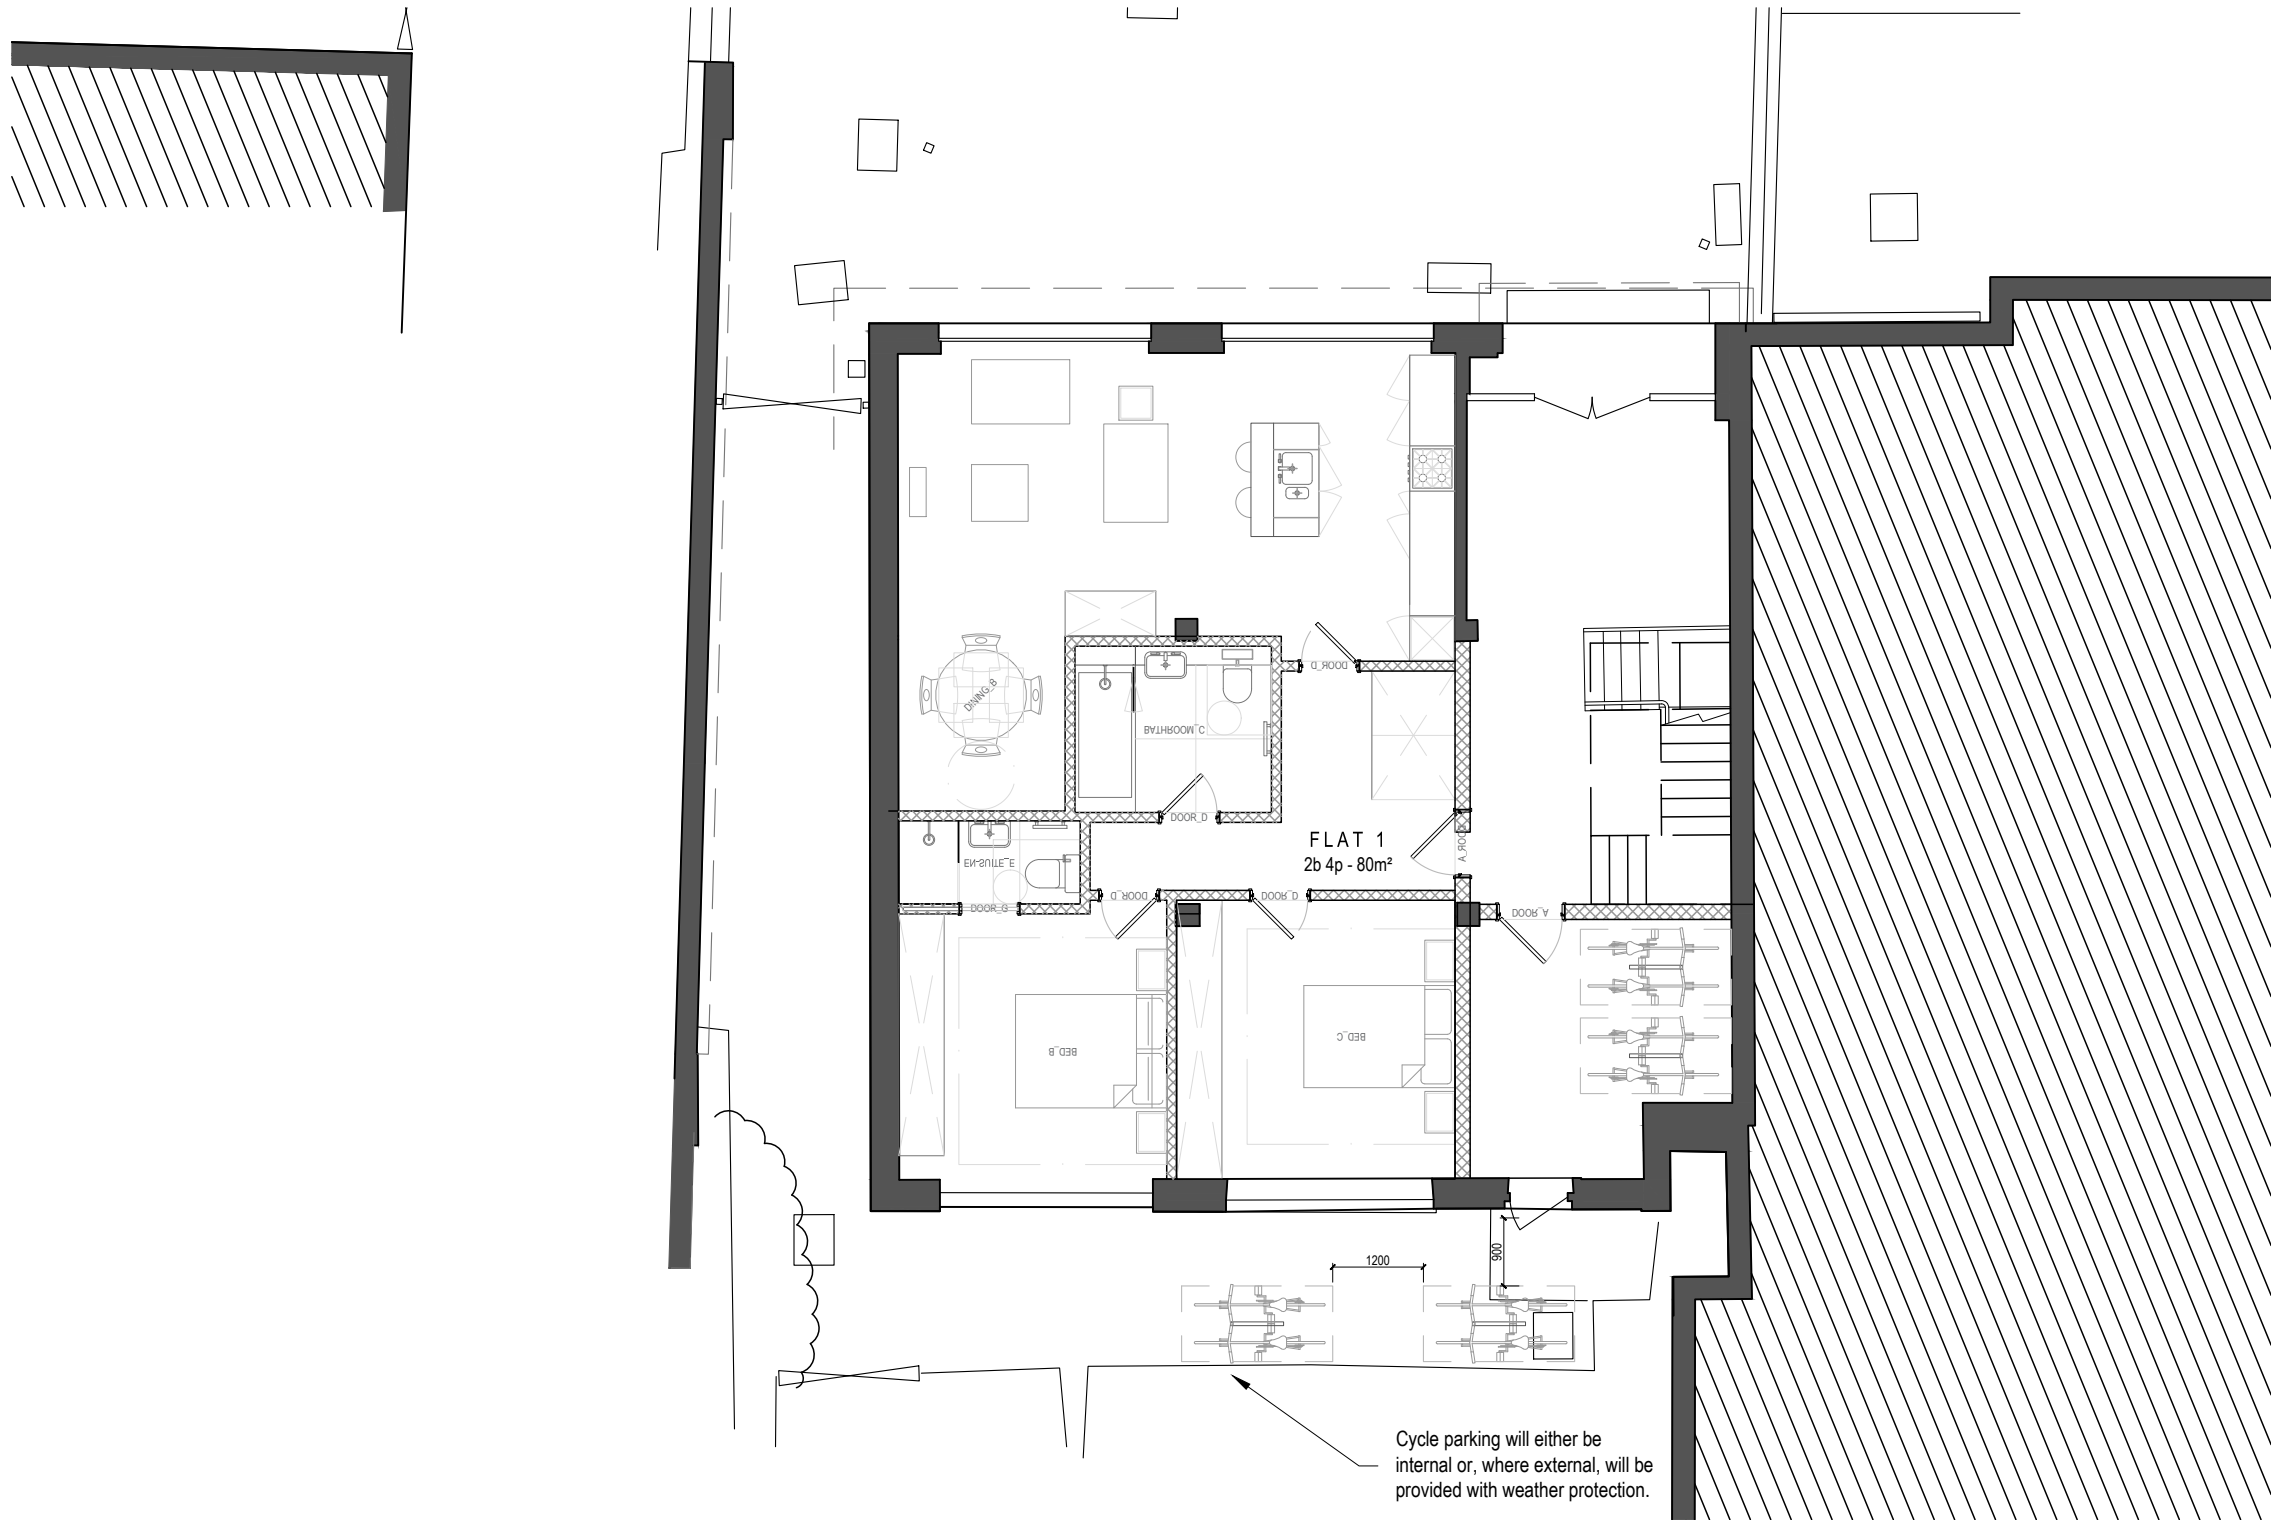 DOOR_D
DINING_B
BATHROOM_C
DOOR_D
FLAT 1
2b 4p - 80m²
DOOR_A
EN-SUITE_E
DOOR_G
DOOR_D
DOOR_D
DOOR_A
BED_B
BED_C
900
1200
Cycle parking will either be
internal or, where external, will be
provided with weather protection.